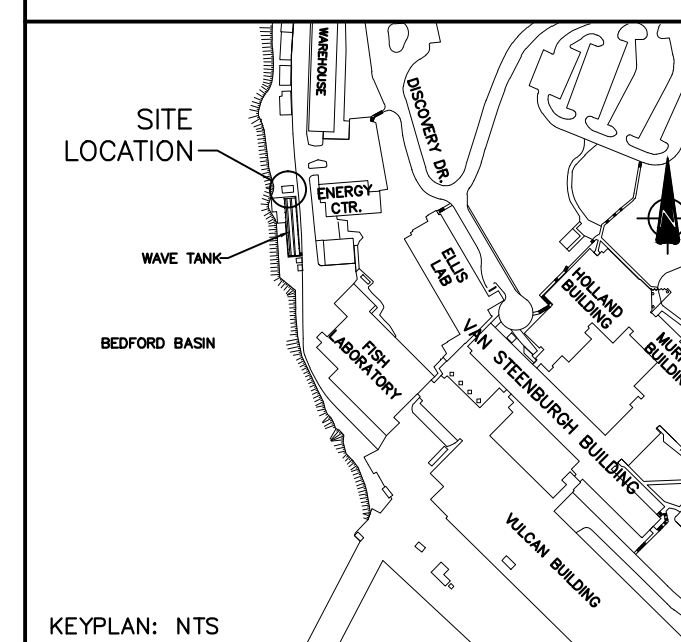 WAREHOUSE
DISCOVERY DR.
SITE
LOCATION
ENERGY
CTR.
N
WAVE TANK
ELLIS
LAB
HOLLAND
BUILDING
BEDFORD BASIN
FISH
LABORATORY
VAN STEENBURGH BUILDING
VULCAN BUILDING
KEYPLAN: NTS